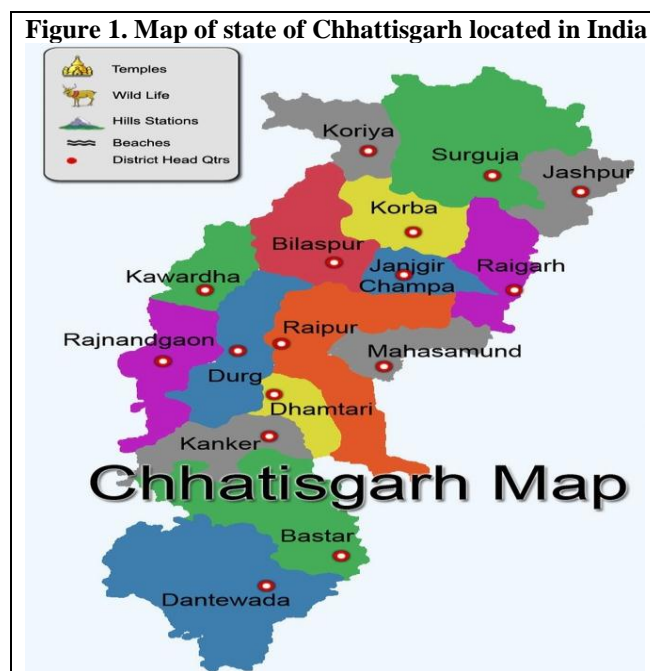 Figure 1. Map of state of Chhattisgarh located in India
Temples
Wild Life
Hills Stations
Beaches
District Head Qtrs
Koriya
Surguja
Jashpur
Korba
Bilaspur
Janjgir
Champa
Raigarh
Kawardha
Rajnandgaon
Raipur
Mahasamund
Durg
Dhamtari
Kanker
Chhatisgarh Map
Bastar
Dantewada